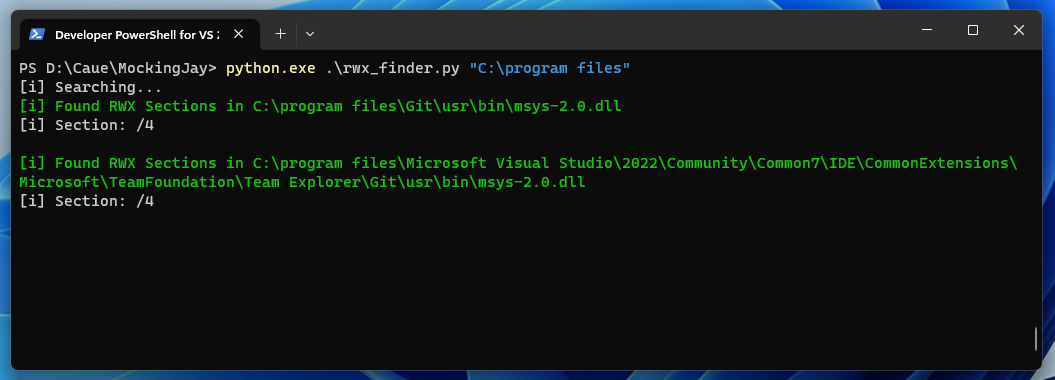 Developer PowerShell for VS 2
PS D:\Caue\MockingJay> python.exe .\rwx_finder.py "C:\program files"
[i] Searching...
[i] Found RWX Sections in C:\program files\Git\usr\bin\msys-2.0.dll
[i] Section: /4
[i] Found RWX Sections in C:\program files\Microsoft Visual Studio\2022\Community\Common7\IDE\CommonExtensions\
Microsoft\TeamFoundation\Team Explorer\Git\usr\bin\msys-2.0.dll
[i] Section: /4